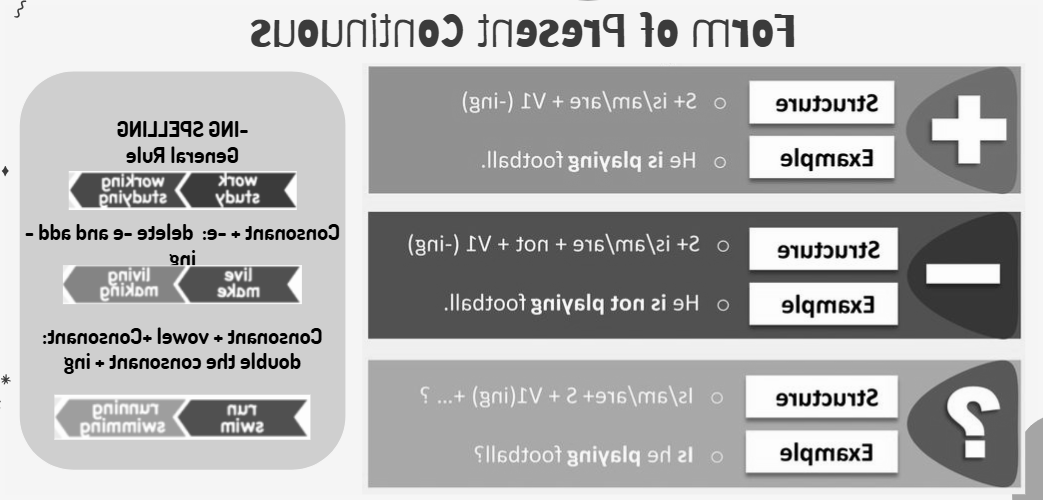 Form of Present Continuous
+
Structure
○ S+ is/am/are + V1 (-ing)
Example
○ He is playing football.
-
Structure
○ S+ is/am/are + not + V1 (-ing)
Example
○ He is not playing football.
?
Structure
○ Is/am/are+ S + V1(ing) +... ?
Example
○ Is he playing football?
-ING SPELLING
General Rule
work working
study studying
Consonant + -e: delete -e and add -
ing
live living
make making
Consonant + vowel +Consonant:
double the consonant + ing
run running
swim swimming